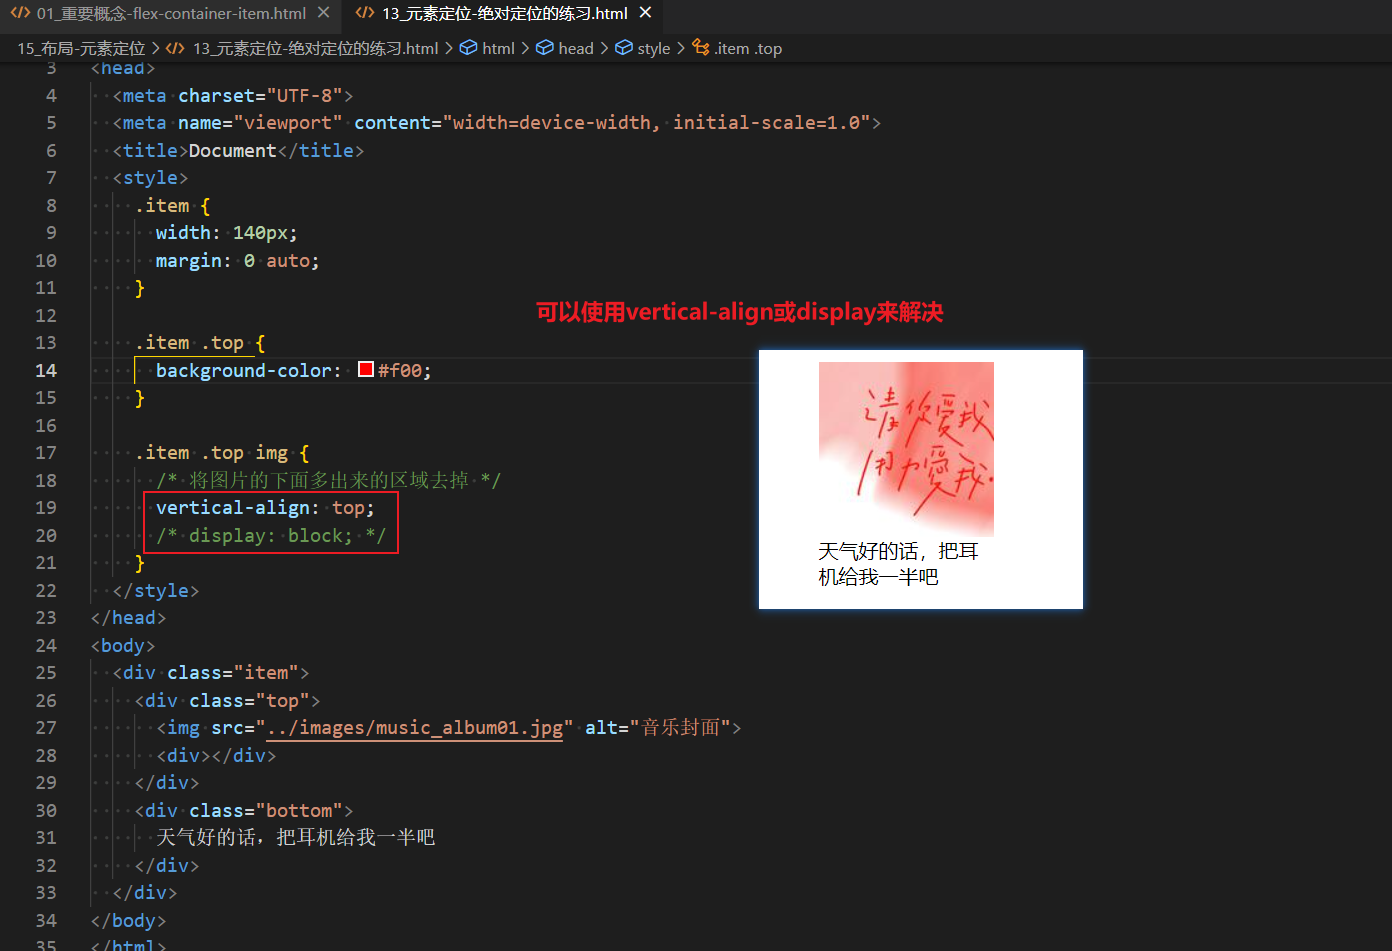 01_重要概念-flex-container-item.html
13_元素定位-绝对定位的练习.html
15_布局-元素定位 > 13_元素定位-绝对定位的练习.html > html > head > style > .item .top
3 <head>
4 <meta charset="UTF-8">
5 <meta name="viewport" content="width=device-width, initial-scale=1.0">
6 <title>Document</title>
7 <style>
8 .item {
9 width: 140px;
10 margin: 0 auto;
11 }
12
13 .item .top {
14 background-color: #f00;
15 }
16
17 .item .top img {
18 /* 将图片的下面多出来的区域去掉 */
19 vertical-align: top;
20 /* display: block; */
21 }
22 </style>
23 </head>
24 <body>
25 <div class="item">
26 <div class="top">
27 <img src="../images/music_album01.jpg" alt="音乐封面">
28 <div></div>
29 </div>
30 <div class="bottom">
31 天气好的话，把耳机给我一半吧
32 </div>
33 </div>
34 </body>
35 </html>
可以使用vertical-align或display来解决
请你爱我
用力爱我
天气好的话，把耳
机给我一半吧